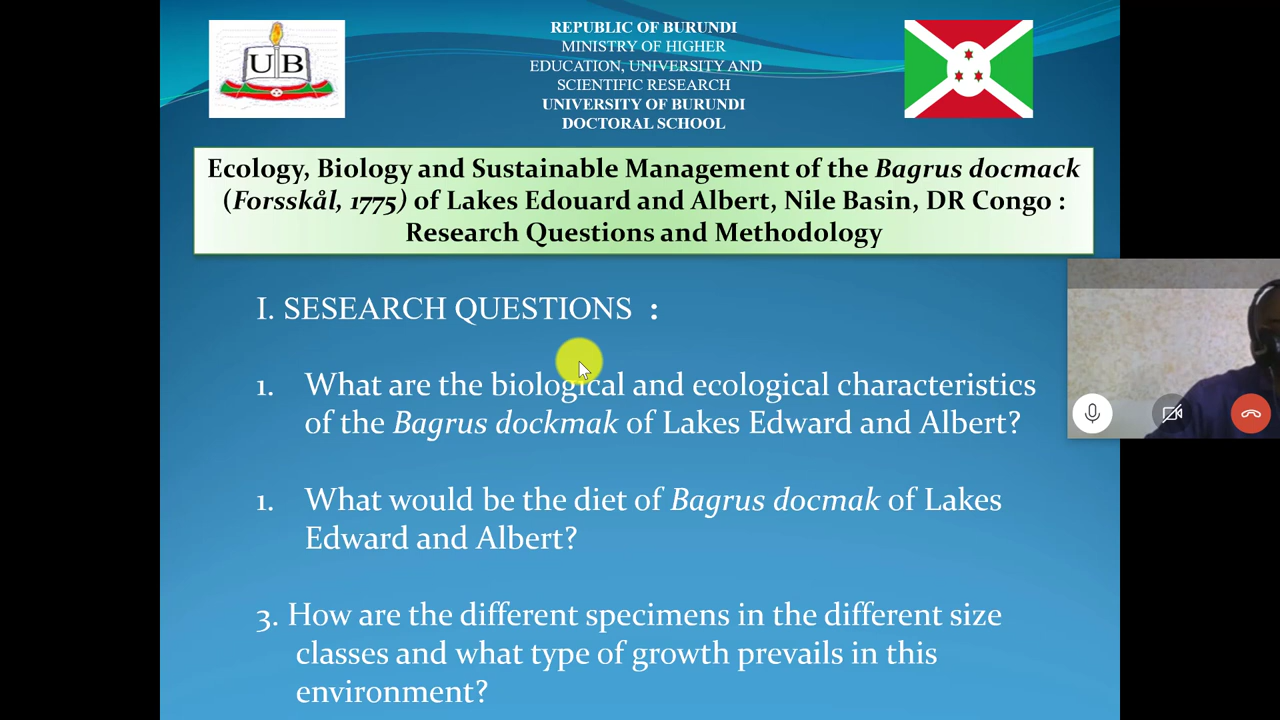 UB
REPUBLIC OF BURUNDI
MINISTRY OF HIGHER
EDUCATION, UNIVERSITY AND
SCIENTIFIC RESEARCH
UNIVERSITY OF BURUNDI
DOCTORAL SCHOOL
Ecology, Biology and Sustainable Management of the Bagrus docmack
(Forsskål, 1775) of Lakes Edouard and Albert, Nile Basin, DR Congo :
Research Questions and Methodology
I. SESEARCH QUESTIONS :
1. What are the biological and ecological characteristics
of the Bagrus dockmak of Lakes Edward and Albert?
1. What would be the diet of Bagrus docmak of Lakes
Edward and Albert?
3. How are the different specimens in the different size
classes and what type of growth prevails in this
environment?